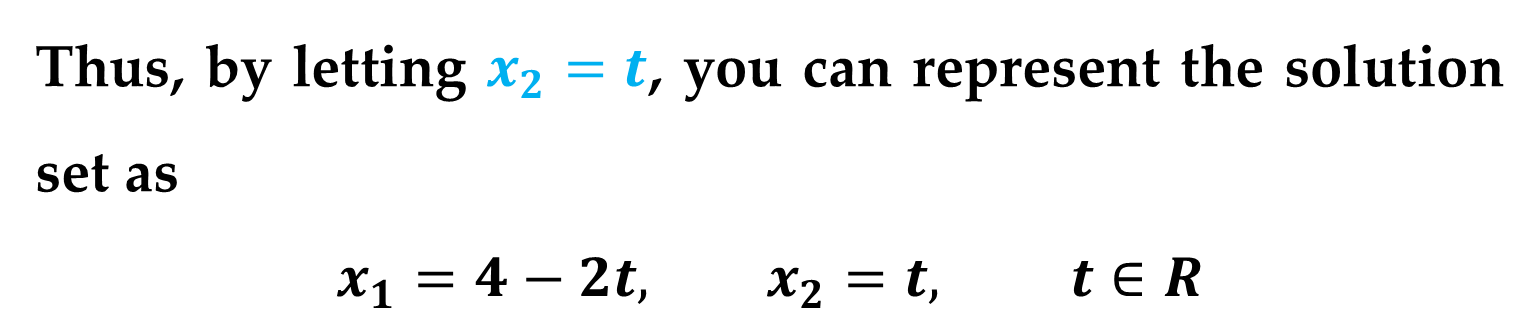 Thus, by letting x₂ = t, you can represent the solution
set as
x₁ = 4 − 2t, x₂ = t, t ∈ R